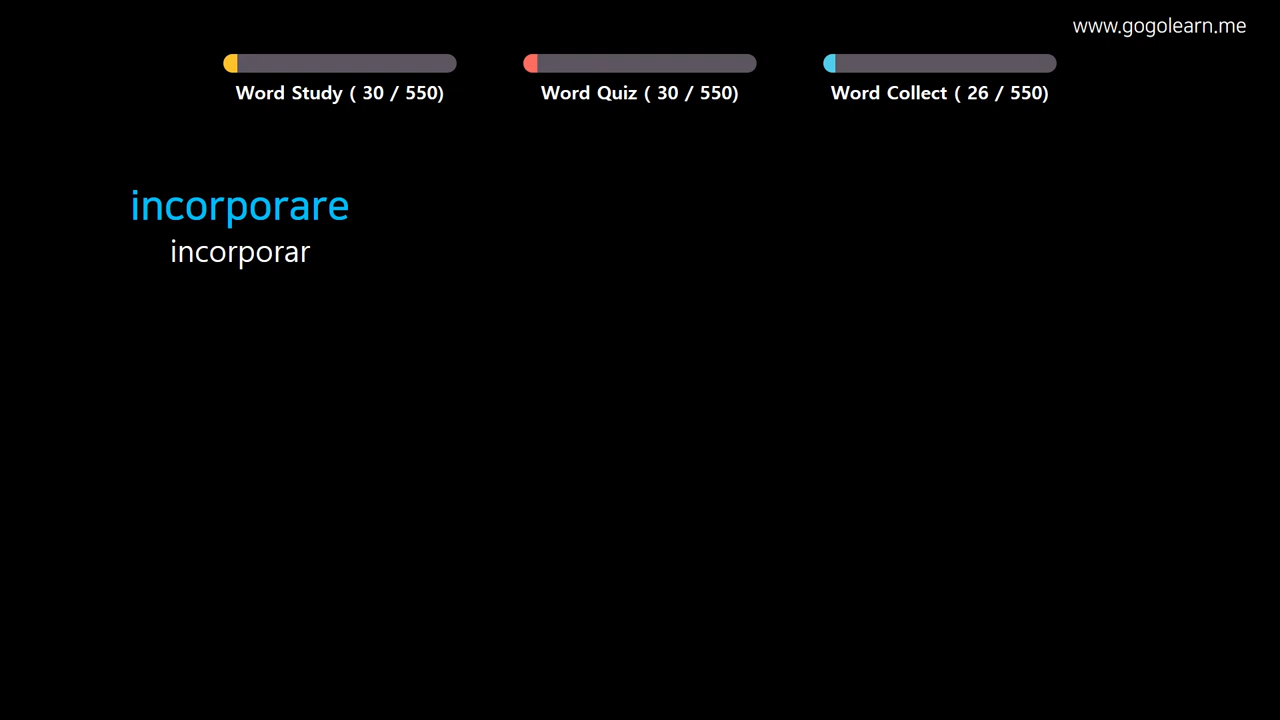 www.gogolearn.me
Word Study ( 30 / 550)
Word Quiz ( 30 / 550)
Word Collect ( 26 / 550)
incorporare
incorporar